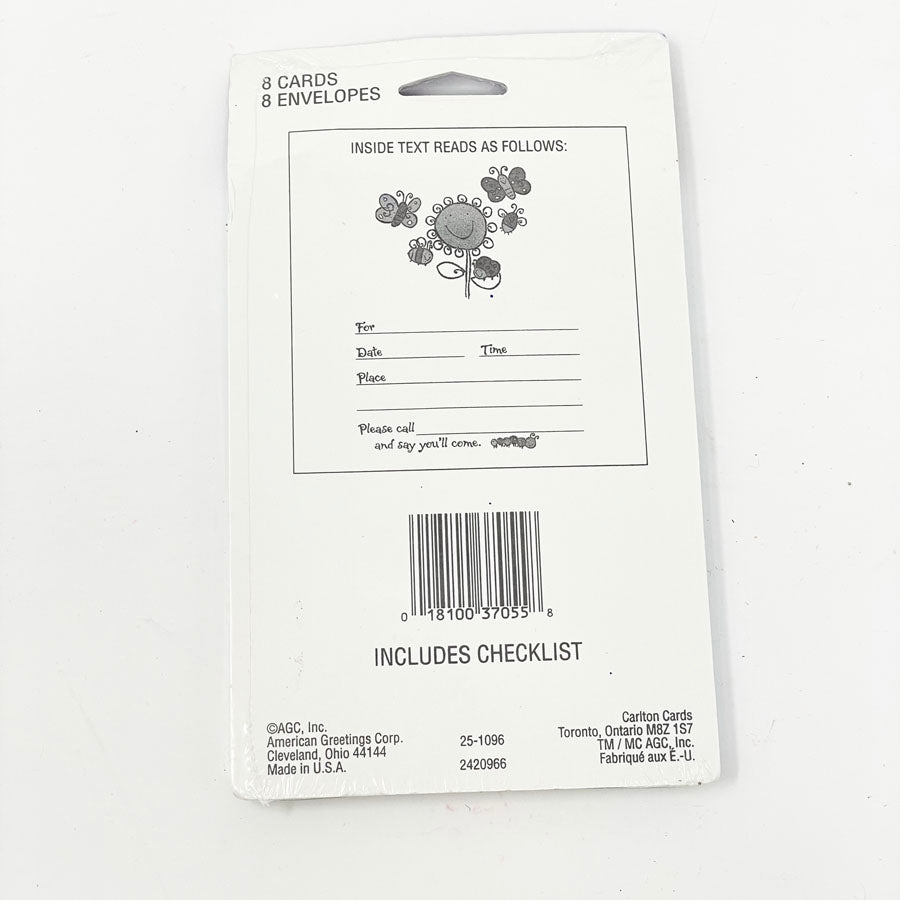 8 CARDS
8 ENVELOPES
INSIDE TEXT READS AS FOLLOWS:
For
Date Time
Place
Please call
and say you'll come.
0 18100 37055 8
INCLUDES CHECKLIST
©AGC, Inc.
American Greetings Corp.
Cleveland, Ohio 44144
Made in U.S.A.
25-1096
2420966
Carlton Cards
Toronto, Ontario M8Z 1S7
TM / MC AGC, Inc.
Fabriqué aux É.-U.